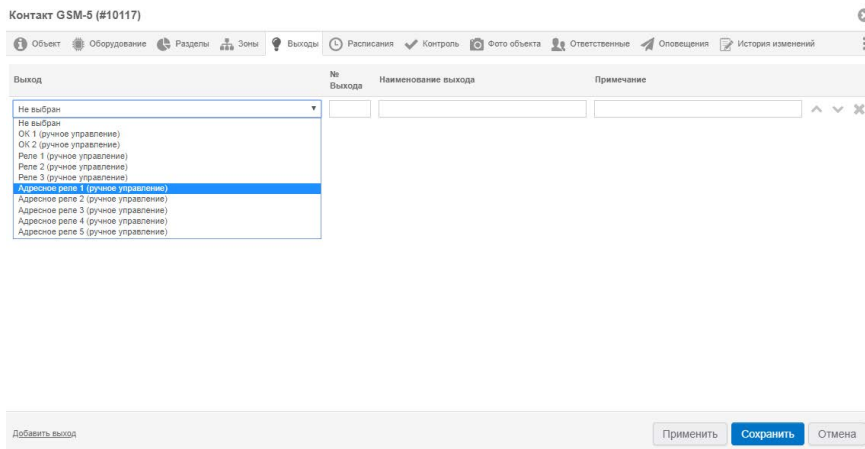 Контакт GSM-5 (#10117)
Объект Оборудование Разделы Зоны Выходы Расписания Контроль Фото объекта Ответственные Оповещения История изменений
Выход № Выхода Наименование выхода Примечание
Не выбран
Не выбран
ОК 1 (ручное управление)
ОК 2 (ручное управление)
Реле 1 (ручное управление)
Реле 2 (ручное управление)
Реле 3 (ручное управление)
Адресное реле 1 (ручное управление)
Адресное реле 2 (ручное управление)
Адресное реле 3 (ручное управление)
Адресное реле 4 (ручное управление)
Адресное реле 5 (ручное управление)
Добавить выход Применить Сохранить Отмена